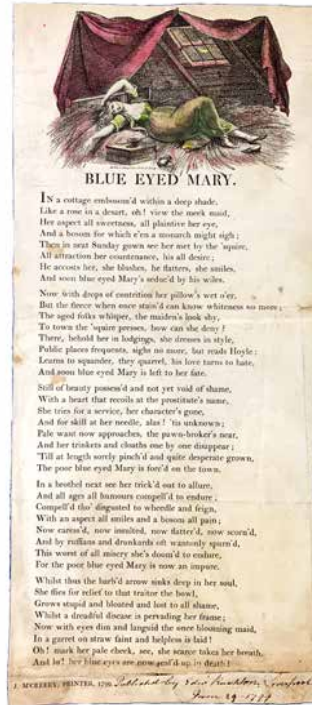 BLUE EYED MARY.
IN a cottage embosom'd within a deep shade,
Like a rose in a desart, oh! view the meek maid,
Her aspect all sweetness, all plaintive her eye,
And a bosom for which e'en a monarch might sigh;
Then in neat Sunday gown see her met by the 'squire,
All attraction her countenance, his all desire;
He accosts her, she blushes, he flatters, she smiles,
And soon blue eyed Mary's seduc'd by his wiles.
Now with drops of contrition her pillow's wet o'er,
But the fleece when once stain'd can know whiteness no more;
The aged folks whisper, the maiden's look shy,
To town the 'squire presses, how can she deny?
There, behold her in lodgings, she dresses in style,
Public places frequents, sighs no more, but reads Hoyle;
Learns to squander, they quarrel, his love turns to hate,
And soon blue eyed Mary is left to her fate.
Still of beauty possess'd and not yet void of shame,
With a heart that recoils at the prostitute's name,
She tries for a service, her character's gone,
And for skill at her needle, alas! 'tis unknown;
Pale want now approaches, the pawn-broker's near,
And her trinkets and cloaths one by one disappear;
'Till at length sorely pinch'd and quite desperate grown,
The poor blue eyed Mary is forc'd on the town.
In a brothel next see her trick'd out to allure,
And all ages all humours compell'd to endure;
Compell'd tho' disgusted to wheedle and feign,
With an aspect all smiles and a bosom all pain;
Now caress'd, now insulted, now flatter'd, now scorn'd,
And by ruffians and drunkards oft wantonly spurn'd,
This worst of all misery she's doom'd to endure,
For the poor blue eyed Mary is now an impure.
Whilst thus the barb'd arrow sinks deep in her soul,
She flies for relief to that traitor the bowl,
Grows stupid and bloated and lost to all shame,
Whilst a dreadful disease is pervading her frame;
Now with eyes dim and languid the once blooming maid,
In a garret on straw faint and helpless is laid!
Oh! mark her pale cheek, see, she scarce takes her breath,
And lo! her blue eyes are now seal'd up in death!
J. MCREERY, PRINTER, 179 Published by Rushton Liverpool